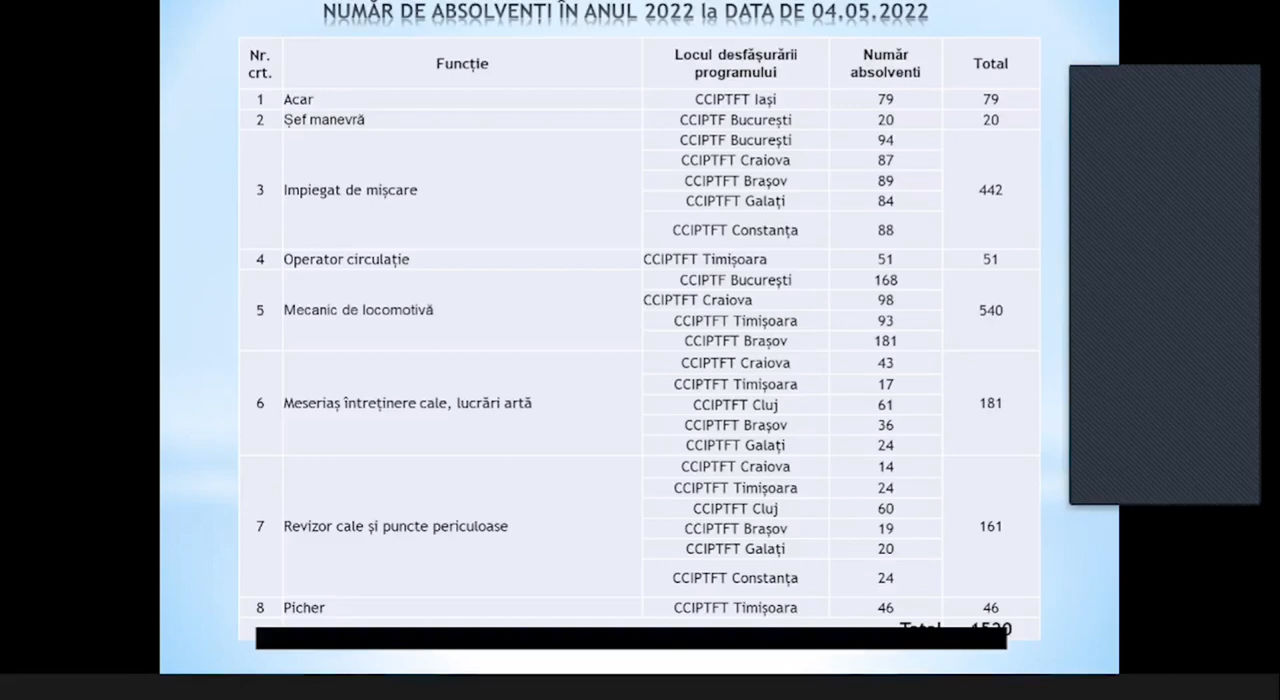 NUMĂR DE ABSOLVENTI ÎN ANUL 2022 la DATA DE 04.05.2022
Nr. crt. Funcție Locul desfășurării programului Număr absolventi Total
1 Acar CCIPTFT Iași 79 79
2 Șef manevră CCIPTF București 20 20
3 Impiegat de mișcare CCIPTF București 94 442
CCIPTFT Craiova 87
CCIPTFT Brașov 89
CCIPTFT Galați 84
CCIPTFT Constanța 88
4 Operator circulație CCIPTFT Timișoara 51 51
5 Mecanic de locomotivă CCIPTF București 168 540
CCIPTFT Craiova 98
CCIPTFT Timișoara 93
CCIPTFT Brașov 181
6 Meseriaș întreținere cale, lucrări artă CCIPTFT Craiova 43 181
CCIPTFT Timișoara 17
CCIPTFT Cluj 61
CCIPTFT Brașov 36
CCIPTFT Galați 24
7 Revizor cale și puncte periculoase CCIPTFT Craiova 14 161
CCIPTFT Timișoara 24
CCIPTFT Cluj 60
CCIPTFT Brașov 19
CCIPTFT Galați 20
CCIPTFT Constanța 24
8 Picher CCIPTFT Timișoara 46 46
Total 1520